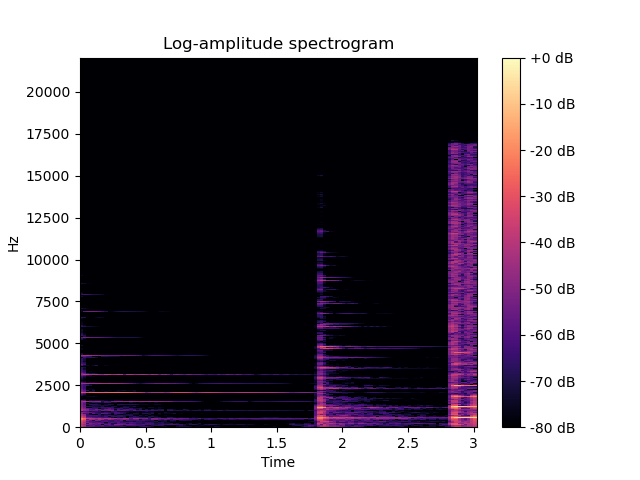 Log-amplitude spectrogram
20000
17500
15000
12500
10000
7500
5000
2500
0
Hz
0
0.5
1
1.5
2
2.5
3
Time
+0 dB
-10 dB
-20 dB
-30 dB
-40 dB
-50 dB
-60 dB
-70 dB
-80 dB